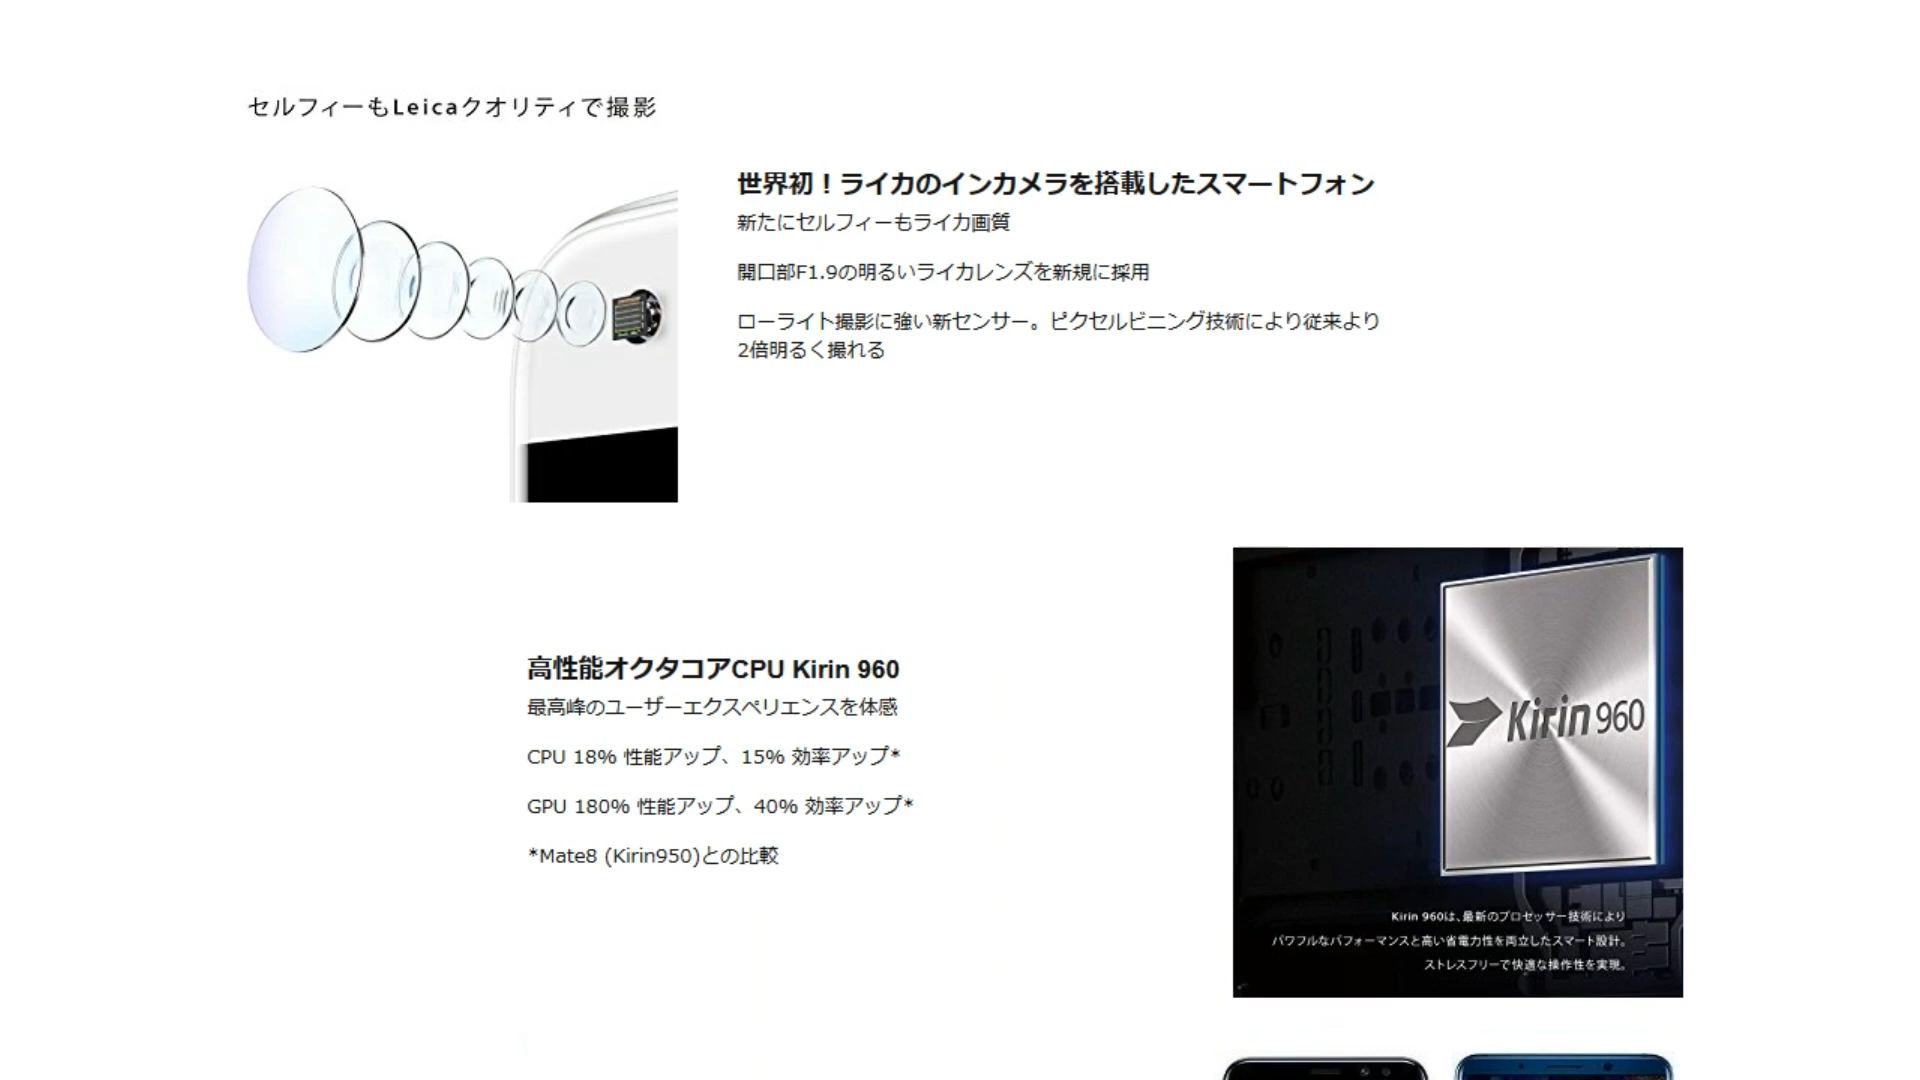 セルフィーもLeicaクオリティで撮影
世界初！ライカのインカメラを搭載したスマートフォン
新たにセルフィーもライカ画質
開口部F1.9の明るいライカレンズを新規に採用
ローライト撮影に強い新センサー。ピクセルビニング技術により従来より
2倍明るく撮れる
高性能オクタコアCPU Kirin 960
最高峰のユーザーエクスペリエンスを体感
CPU 18% 性能アップ、15% 効率アップ*
GPU 180% 性能アップ、40% 効率アップ*
*Mate8 (Kirin950)との比較
Kirin 960
Kirin 960は、最新のプロセッサー技術により
パワフルなパフォーマンスと高い省電力性を両立したスマート設計。
ストレスフリーで快適な操作性を実現。